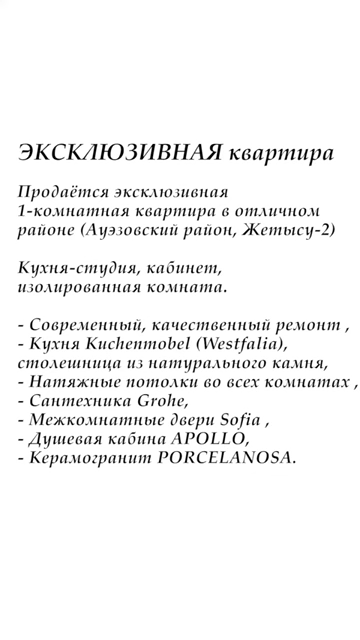 ЭКСКЛЮЗИВНАЯ квартира
Продаётся эксклюзивная
1-комнатная квартира в отличном
районе (Ауэзовский район, Жетысу-2)
Кухня-студия, кабинет,
изолированная комната.
- Современный, качественный ремонт ,
- Кухня Kuchenmobel (Westfalia),
столешница из натурального камня,
- Натяжные потолки во всех комнатах ,
- Сантехника Grohe,
- Межкомнатные двери Sofia ,
- Душевая кабина APOLLO,
- Керамогранит PORCELANOSA.